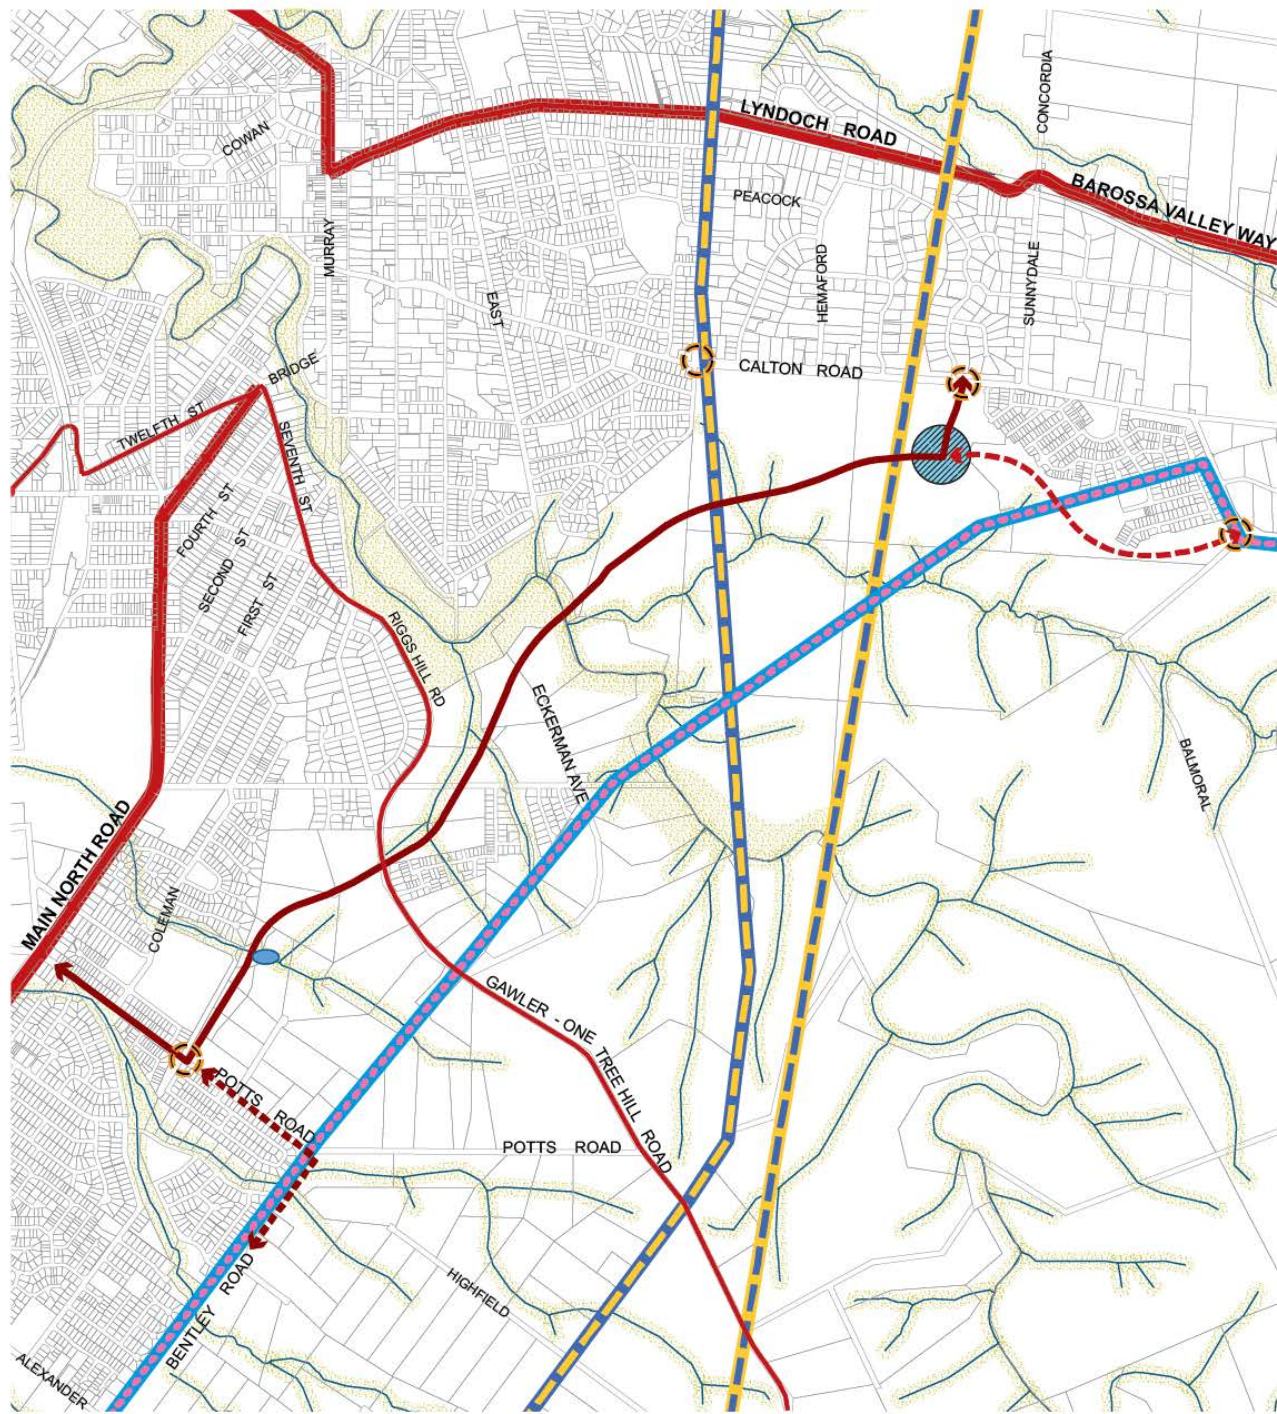 LYNDOCH ROAD
CONCORDIA
COWAN
BAROSSA VALLEY WAY
PEACOCK
MURRAY
HEMAFORD
SUNNYDALE
EAST
BRIDGE
CALTON ROAD
TWELFTH ST
SEVENTH ST
FOURTH ST
SECOND ST
FIRST ST
RIGGS HILL RD
ECKERMAN AVE
BALMORAL
MAIN NORTH ROAD
COLEMAN
GAWLER - ONE TREE HILL ROAD
POTTS ROAD
POTTS ROAD
HIGHFIELD
BENTLEY ROAD
ALEXANDER